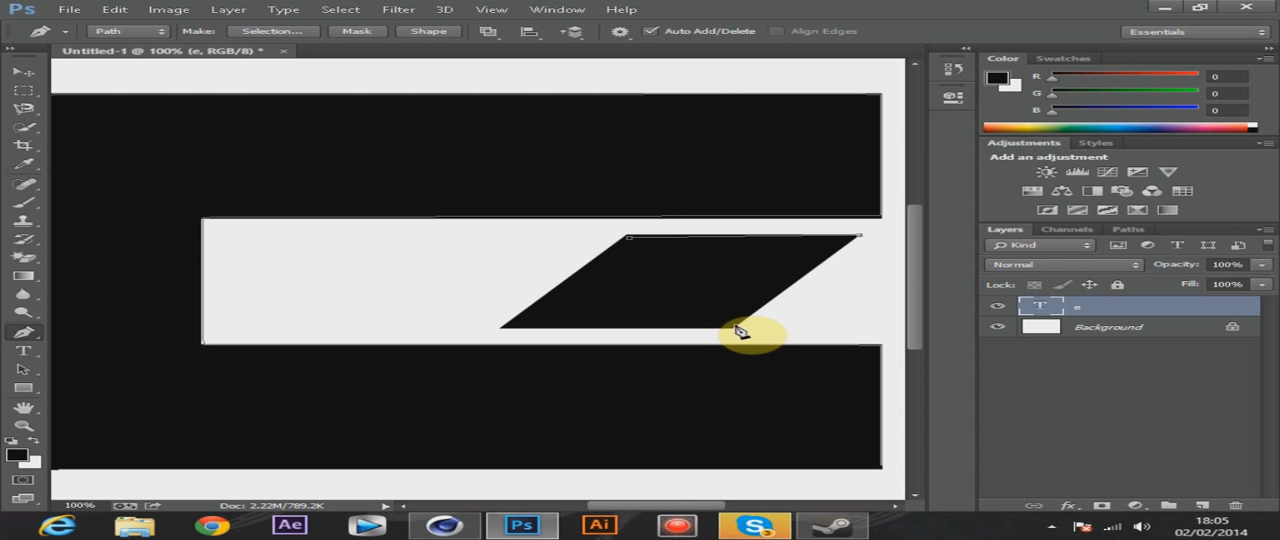 Ps File Edit Image Layer Type Select Filter 3D View Window Help
Path Make: Selection... Mask Shape Auto Add/Delete Align Edges Essentials
Untitled-1 @ 100% (e, RGB/8) * ×
Color Swatches
R 0
G 0
B 0
Adjustments Styles
Add an adjustment
Layers Channels Paths
Kind T
Normal Opacity: 100%
Lock: Fill: 100%
T e
Background
T
100% Doc: 2.22M/789.2K
fx
Ae Ps Ai
18:05
02/02/2014